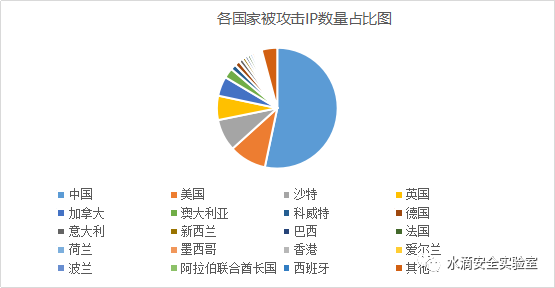 各国家被攻击IP数量占比图
中国 美国 沙特 英国
加拿大 澳大利亚 科威特 德国
意大利 新西兰 巴西 法国
荷兰 墨西哥 香港 爱尔兰
波兰 阿拉伯联合酋长国 西班牙 其他
水滴安全实验室